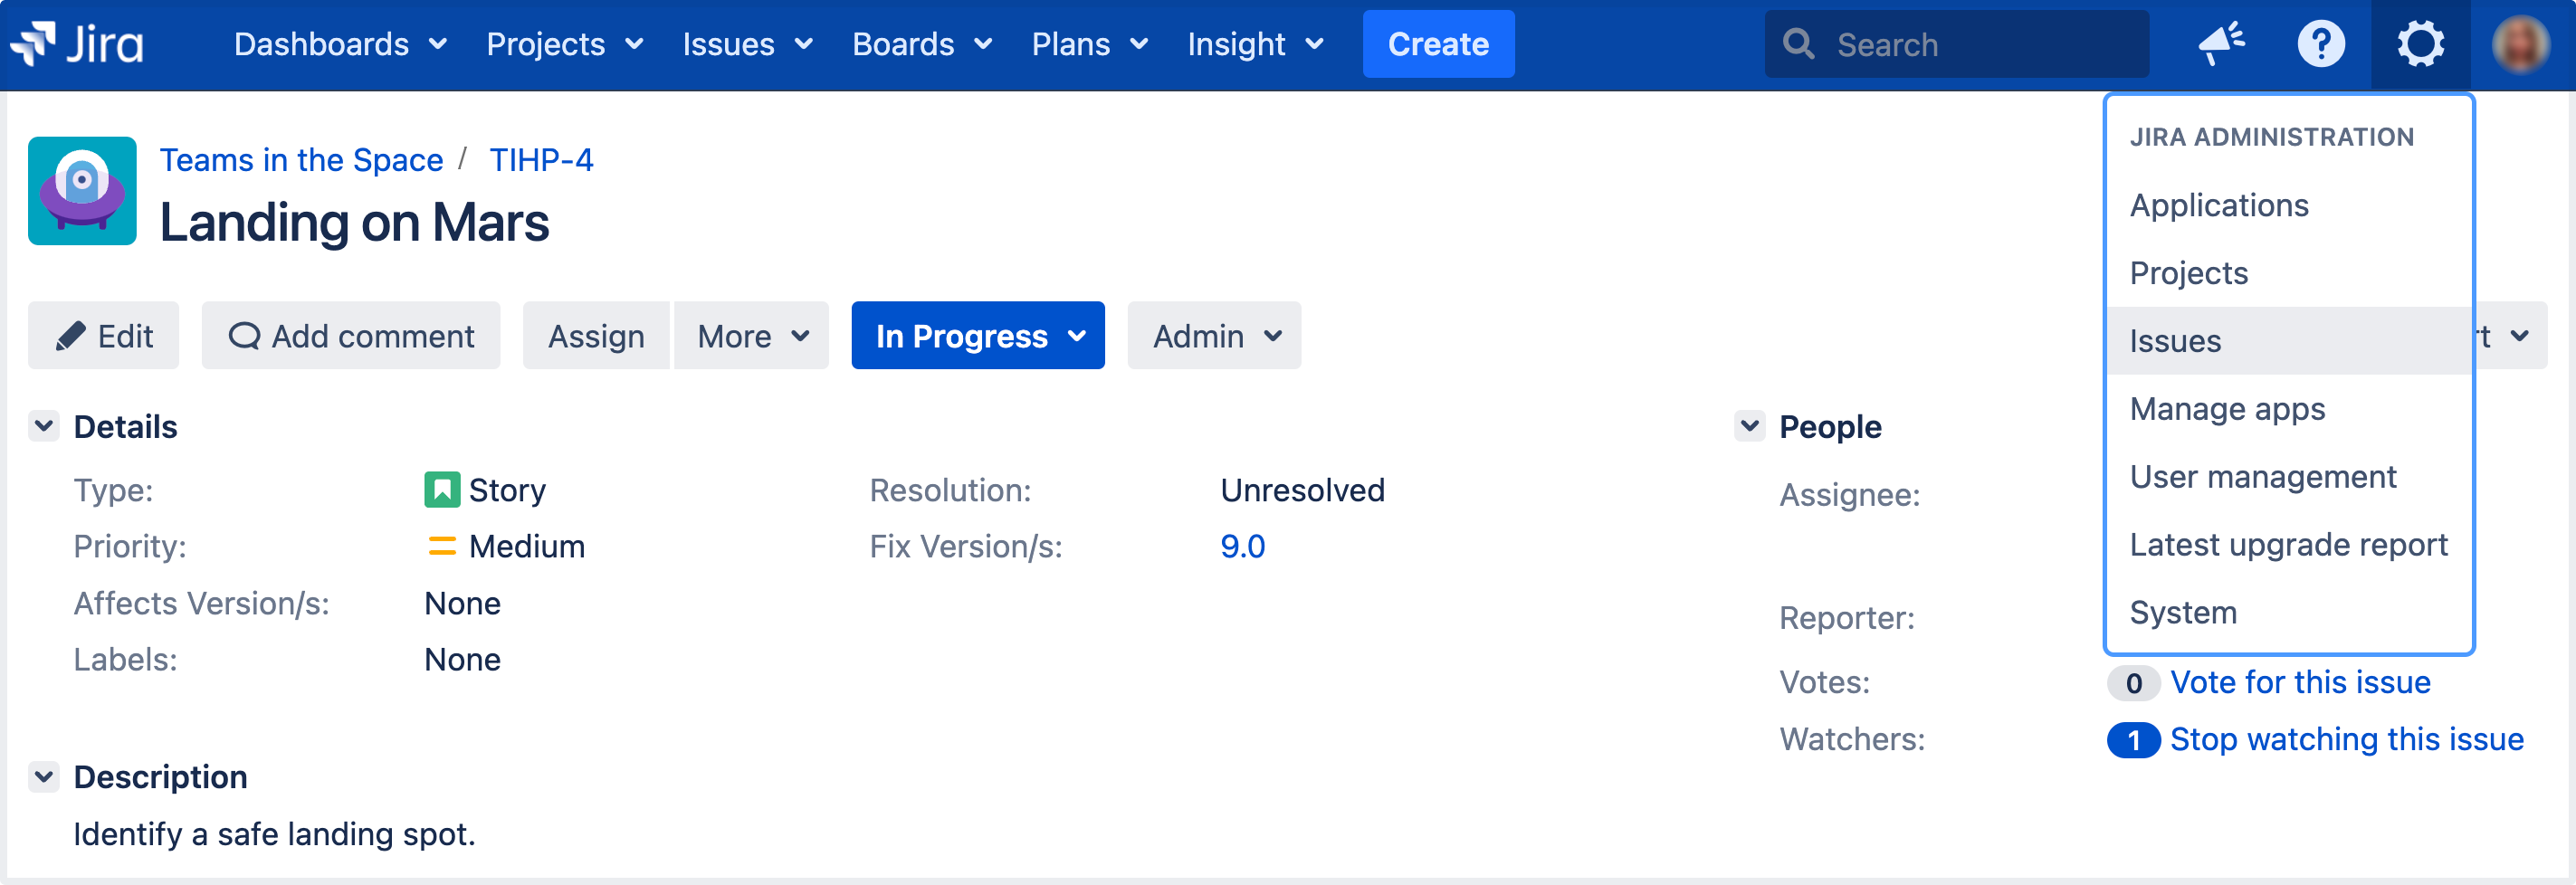 Jira Dashboards Projects Issues Boards Plans Insight Create Search ?
Teams in the Space / TIHP-4
Landing on Mars
Edit Add comment Assign More In Progress Admin
Details
Type: Story
Priority: Medium
Affects Version/s: None
Labels: None
Resolution: Unresolved
Fix Version/s: 9.0
Description
Identify a safe landing spot.
People
Assignee:
Reporter:
Votes: 0 Vote for this issue
Watchers: 1 Stop watching this issue
JIRA ADMINISTRATION
Applications
Projects
Issues
Manage apps
User management
Latest upgrade report
System